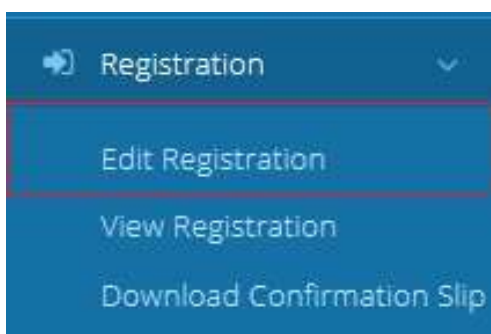 Registration
Edit Registration
View Registration
Download Confirmation Slip